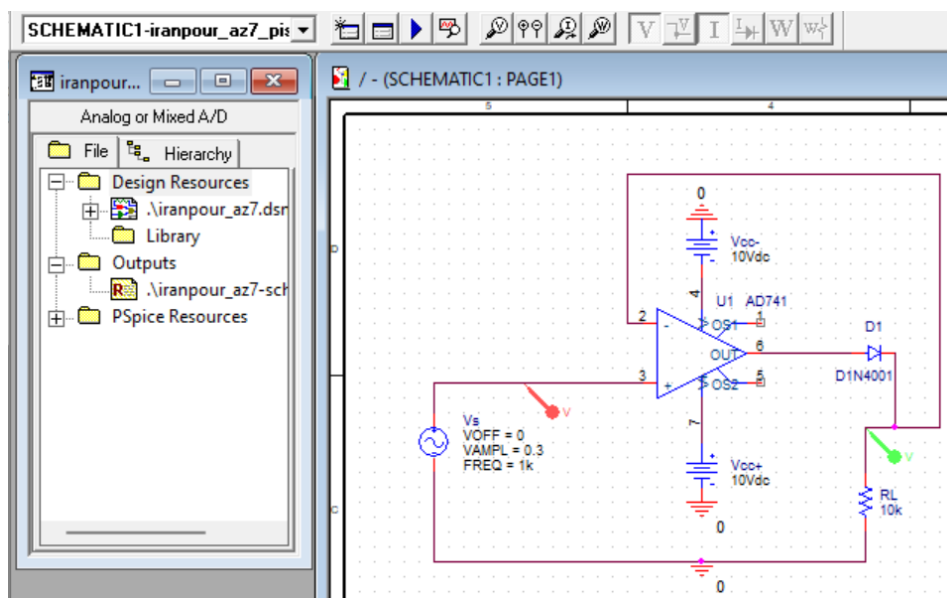 SCHEMATIC1-iranpour_az7_pis
iranpour...
Analog or Mixed A/D
File
Hierarchy
Design Resources
.\iranpour_az7.dsn
Library
Outputs
.\iranpour_az7-sch
PSpice Resources
/ - (SCHEMATIC1 : PAGE1)
5
4
D
C
0
Vcc-
10Vdc
4
U1 AD741
2
-
OS1
1
OUT
6
3
+
OS2
5
D1
D1N4001
7
V
V
Vs
VOFF = 0
VAMPL = 0.3
FREQ = 1k
Vcc+
10Vdc
0
RL
10k
0